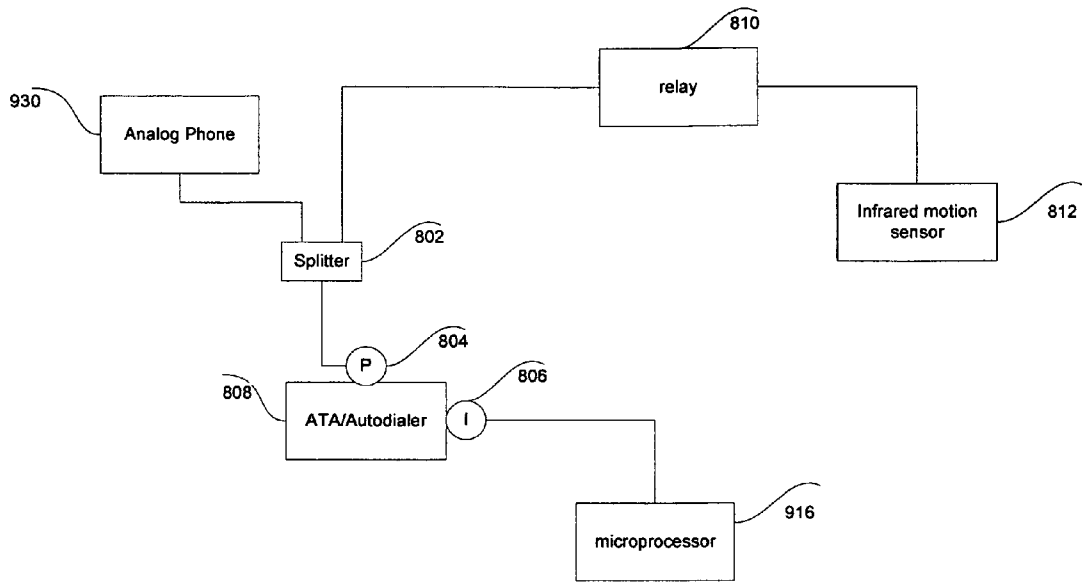 810
relay
930
Analog Phone
Infrared motion
sensor
812
802
Splitter
804
P
806
808
ATA/Autodialer
I
916
microprocessor